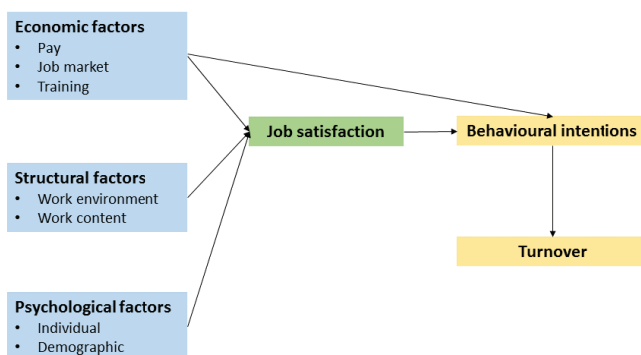 Economic factors
• Pay
• Job market
• Training
Job satisfaction
Behavioural intentions
Structural factors
• Work environment
• Work content
Turnover
Psychological factors
• Individual
• Demographic